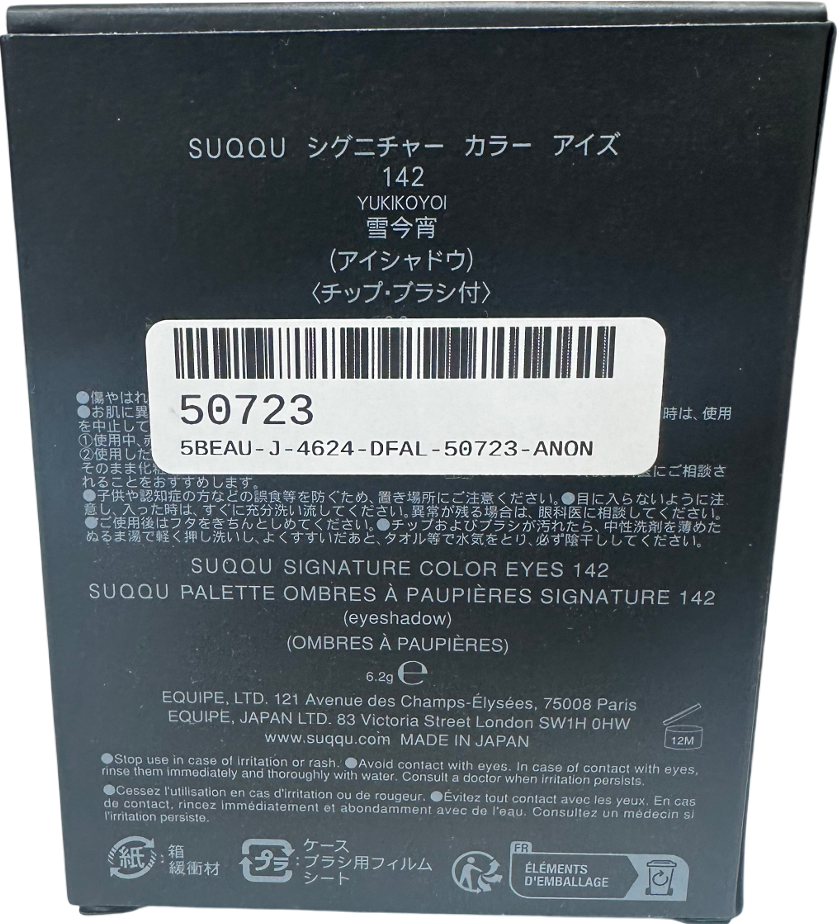 SUQQU シグニチャー カラー アイズ
142
YUKIKOYOI
雪今宵
(アイシャドウ)
〈チップ・ブラシ付〉
50723
5BEAU-J-4624-DFAL-50723-ANON
●傷やはれ
●お肌に異 時は、使用
を中止して
①使用中、
②使用した
そのまま化粧 にご相談さ
れることをおすすめします。
●子供や認知症の方などの誤食等を防ぐため、置き場所にご注意ください。●目に入らないように注
意し、入った時は、すぐに充分洗い流してください。異常が残る場合は、眼科医に相談してください。
●ご使用後はフタをきちんとしめてください。●チップおよびブラシが汚れたら、中性洗剤を薄めた
ぬるま湯で軽く押し洗いし、よくすすいだあと、タオル等で水気をとり、必ず陰干ししてください。
SUQQU SIGNATURE COLOR EYES 142
SUQQU PALETTE OMBRES À PAUPIÈRES SIGNATURE 142
(eyeshadow)
(OMBRES À PAUPIÈRES)
6.2g ℮
EQUIPE, LTD. 121 Avenue des Champs-Élysées, 75008 Paris
EQUIPE, JAPAN LTD. 83 Victoria Street London SW1H 0HW
www.suqqu.com MADE IN JAPAN
12M
●Stop use in case of irritation or rash. ●Avoid contact with eyes. In case of contact with eyes,
rinse them immediately and thoroughly with water. Consult a doctor when irritation persists.
●Cessez l'utilisation en cas d'irritation ou de rougeur. ●Évitez tout contact avec les yeux. En cas
de contact, rincez immédiatement et abondamment avec de l'eau. Consultez un médecin si
l'irritation persiste.
紙:箱
緩衝材
プラ:ケース
ブラシ用フィルム
シート
FR
ÉLÉMENTS
D'EMBALLAGE